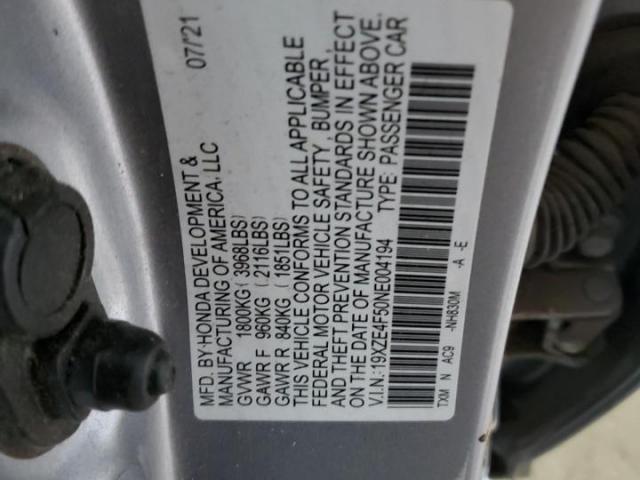 MFD. BY HONDA DEVELOPMENT & 07/'21
MANUFACTURING OF AMERICA, LLC
GVWR 1800KG (3968LBS)
GAWR F 960KG (2116LBS)
GAWR R 840KG (1851LBS)
THIS VEHICLE CONFORMS TO ALL APPLICABLE
FEDERAL MOTOR VEHICLE SAFETY, BUMPER,
AND THEFT PREVENTION STANDARDS IN EFFECT
ON THE DATE OF MANUFACTURE SHOWN ABOVE.
V.I.N.:19XZE4F50NE004194 TYPE: PASSENGER CAR
TXM N AC9 -NH830M -A -E